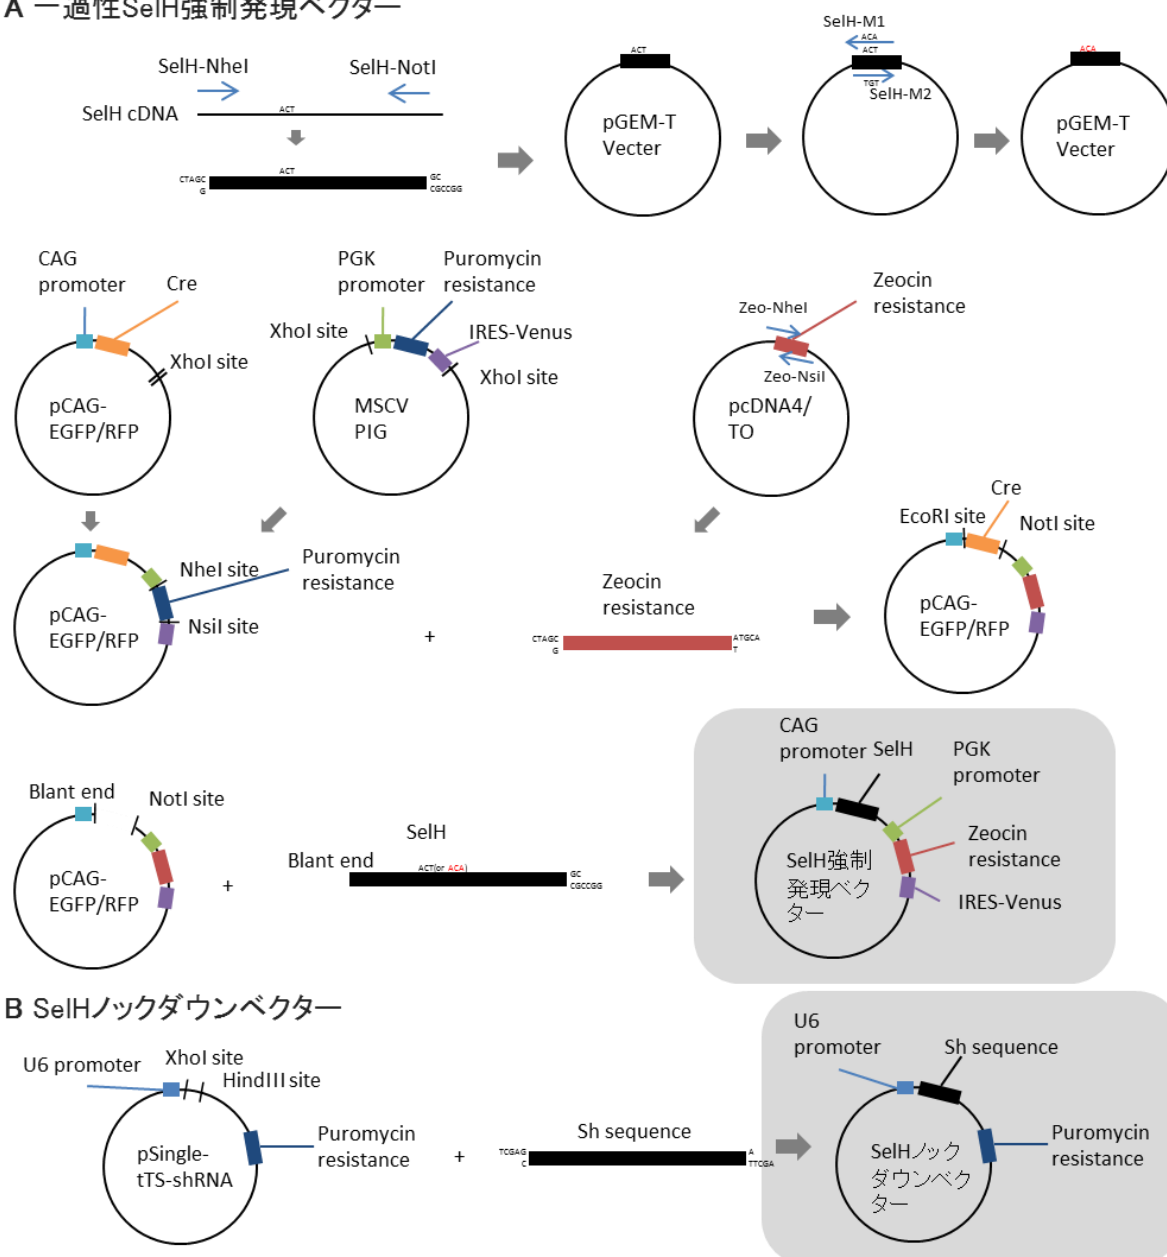 A 一過性SelH強制発現ベクター
SelH-NheI
SelH-NotI
SelH cDNA
ACT
ACT
CTAGC
G
GC
CGCCGG
ACT
pGEM-T
Vecter
SelH-M1
ACA
ACT
TGT
SelH-M2
ACA
pGEM-T
Vecter
CAG
promoter
Cre
XhoI site
pCAG-
EGFP/RFP
PGK
promoter
Puromycin
resistance
XhoI site
IRES-Venus
XhoI site
MSCV
PIG
Zeocin
resistance
Zeo-NheI
Zeo-NsiI
pcDNA4/
TO
NheI site
Puromycin
resistance
NsiI site
pCAG-
EGFP/RFP
+
Zeocin
resistance
CTAGC
G
ATGCA
T
Cre
EcoRI site
NotI site
pCAG-
EGFP/RFP
Blant end
NotI site
pCAG-
EGFP/RFP
+
SelH
Blant end
ACT(or ACA)
GC
CGCCGG
CAG
promoter
SelH
PGK
promoter
Zeocin
resistance
IRES-Venus
SelH強制
発現ベク
ター
B SelHノックダウンベクター
U6 promoter
XhoI site
HindIII site
Puromycin
resistance
pSingle-
tTS-shRNA
+
Sh sequence
TCGAG
C
A
TTCGA
U6
promoter
Sh sequence
Puromycin
resistance
SelHノック
ダウンベク
ター